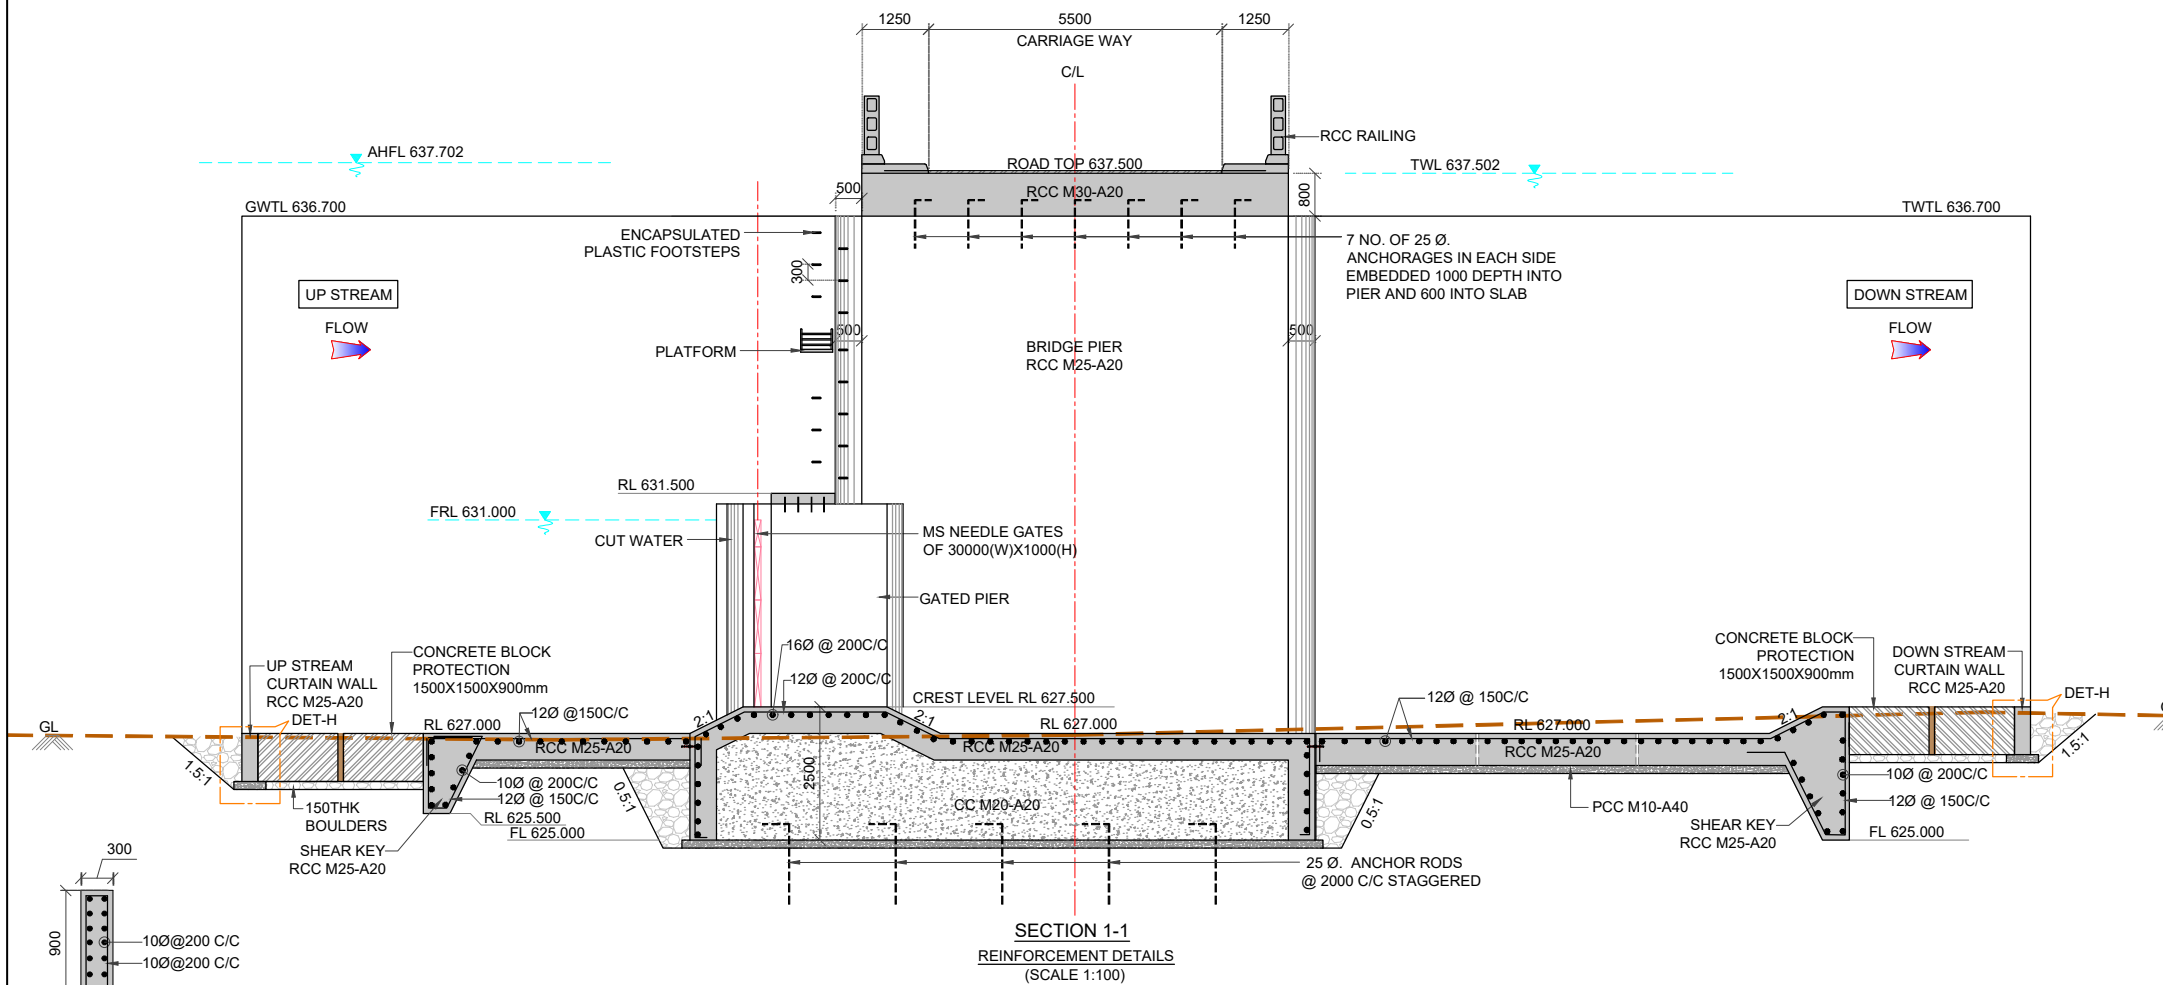 1250
5500
1250
CARRIAGE WAY
C/L
RCC RAILING
AHFL 637.702
ROAD TOP 637.500
TWL 637.502
500
RCC M30-A20
800
GWTL 636.700
TWTL 636.700
ENCAPSULATED
PLASTIC FOOTSTEPS
300
7 NO. OF 25 Ø.
ANCHORAGES IN EACH SIDE
EMBEDDED 1000 DEPTH INTO
PIER AND 600 INTO SLAB
UP STREAM
FLOW
DOWN STREAM
FLOW
500
500
PLATFORM
BRIDGE PIER
RCC M25-A20
RL 631.500
FRL 631.000
CUT WATER
MS NEEDLE GATES
OF 30000(W)X1000(H)
GATED PIER
16Ø @ 200C/C
12Ø @ 200C/C
CREST LEVEL RL 627.500
UP STREAM
CURTAIN WALL
RCC M25-A20
DET-H
CONCRETE BLOCK
PROTECTION
1500X1500X900mm
RL 627.000
12Ø @150C/C
2:1
2:1
RL 627.000
12Ø @ 150C/C
RL 627.000
2:1
CONCRETE BLOCK
PROTECTION
1500X1500X900mm
DOWN STREAM
CURTAIN WALL
RCC M25-A20
DET-H
GL
G
RCC M25-A20
RCC M25-A20
RCC M25-A20
1.5:1
1.5:1
10Ø @ 200C/C
12Ø @ 150C/C
0.5:1
2500
CC M20-A20
0.5:1
PCC M10-A40
10Ø @ 200C/C
12Ø @ 150C/C
150THK
BOULDERS
RL 625.500
FL 625.000
SHEAR KEY
RCC M25-A20
FL 625.000
SHEAR KEY
RCC M25-A20
25 Ø. ANCHOR RODS
@ 2000 C/C STAGGERED
300
900
10Ø@200 C/C
10Ø@200 C/C
SECTION 1-1
REINFORCEMENT DETAILS
(SCALE 1:100)